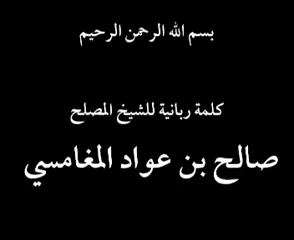 بسم الله الرحمن الرحيم
كلمة ربانية للشيخ المصلح
صالح بن عواد المغامسي